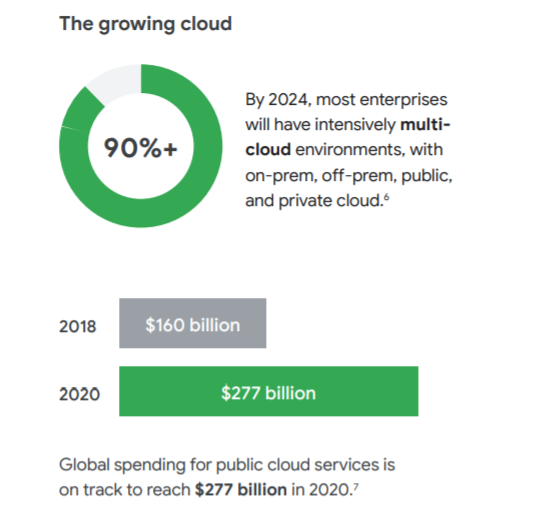 The growing cloud
90%+
By 2024, most enterprises
will have intensively multi-
cloud environments, with
on-prem, off-prem, public,
and private cloud.⁶
2018
$160 billion
2020
$277 billion
Global spending for public cloud services is
on track to reach $277 billion in 2020.⁷